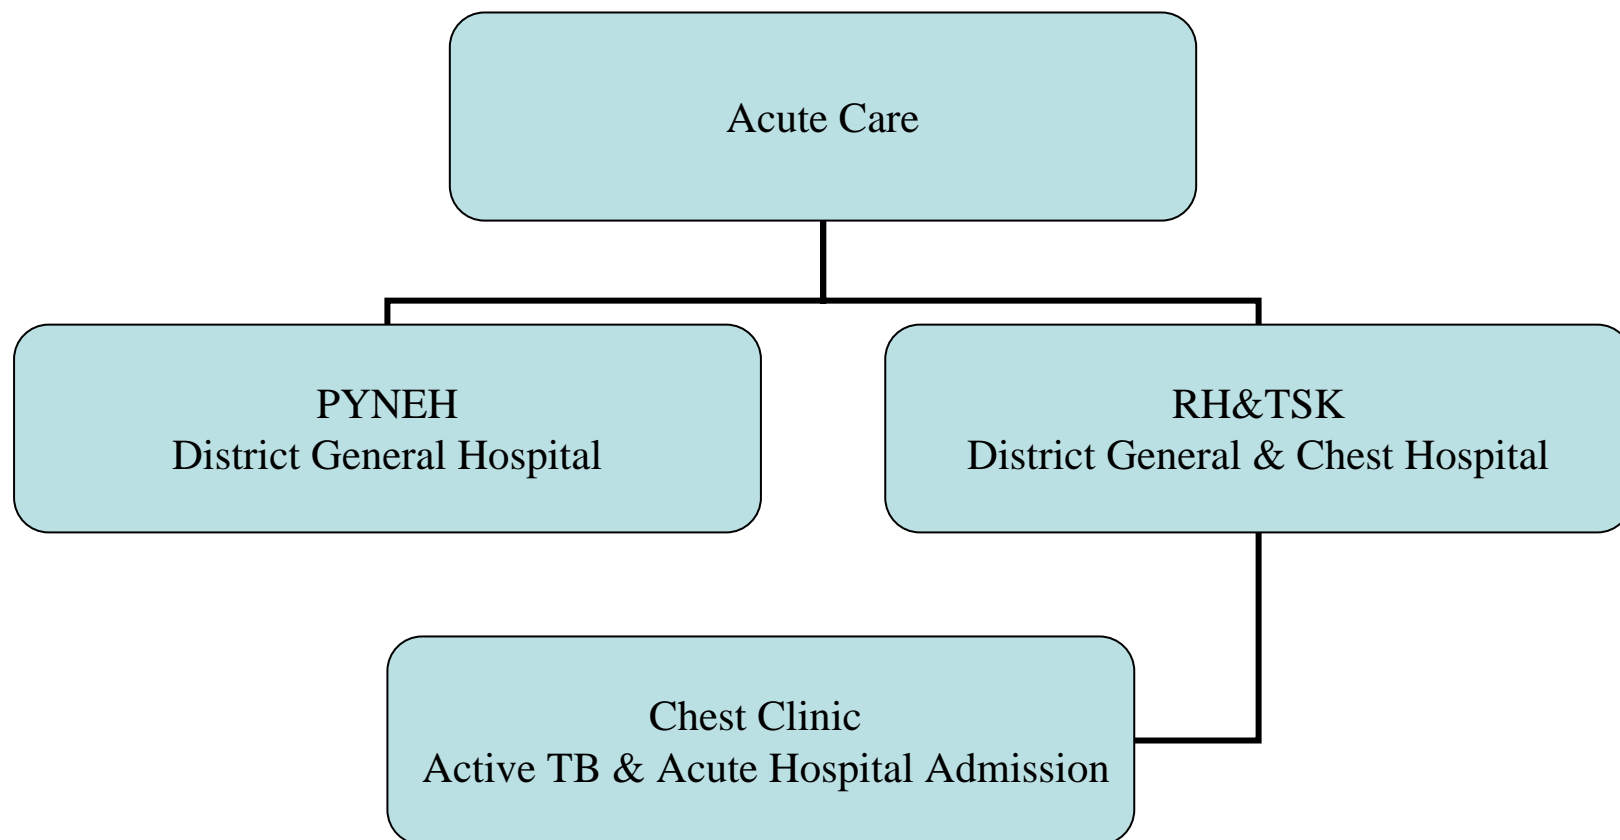 Acute Care
PYNEH
District General Hospital
RH&TSK
District General & Chest Hospital
Chest Clinic
Active TB & Acute Hospital Admission